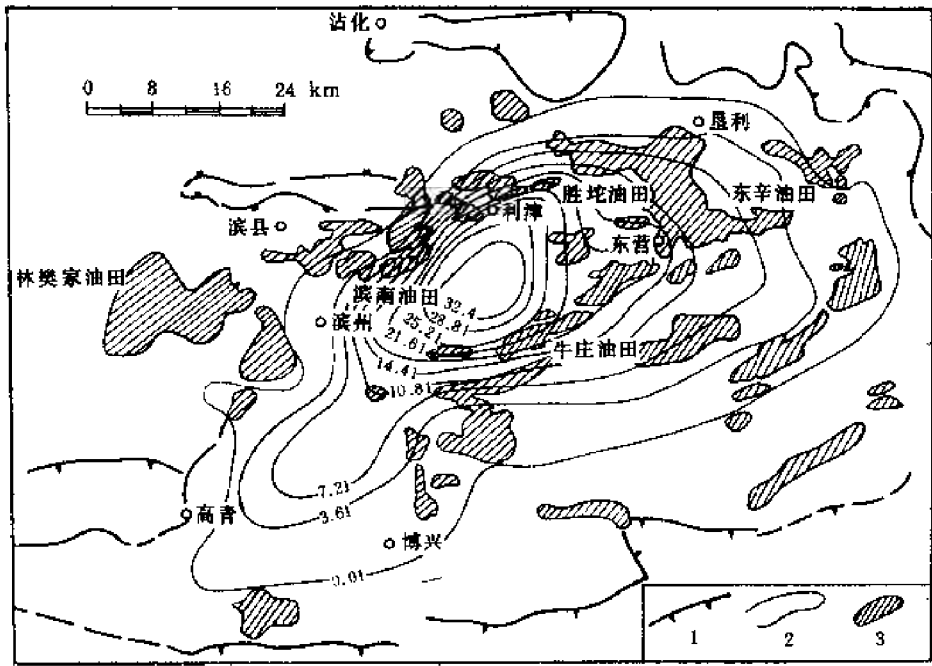 沾化
0 8 16 24 km
垦利
胜坨油田
东辛油田
利津
滨县
东营
林樊家油田
滨南油田
32.4
28.81
滨州
25.21
21.61
牛庄油田
14.41
10.81
7.21
3.61
高青
博兴
0.01
1 2 3